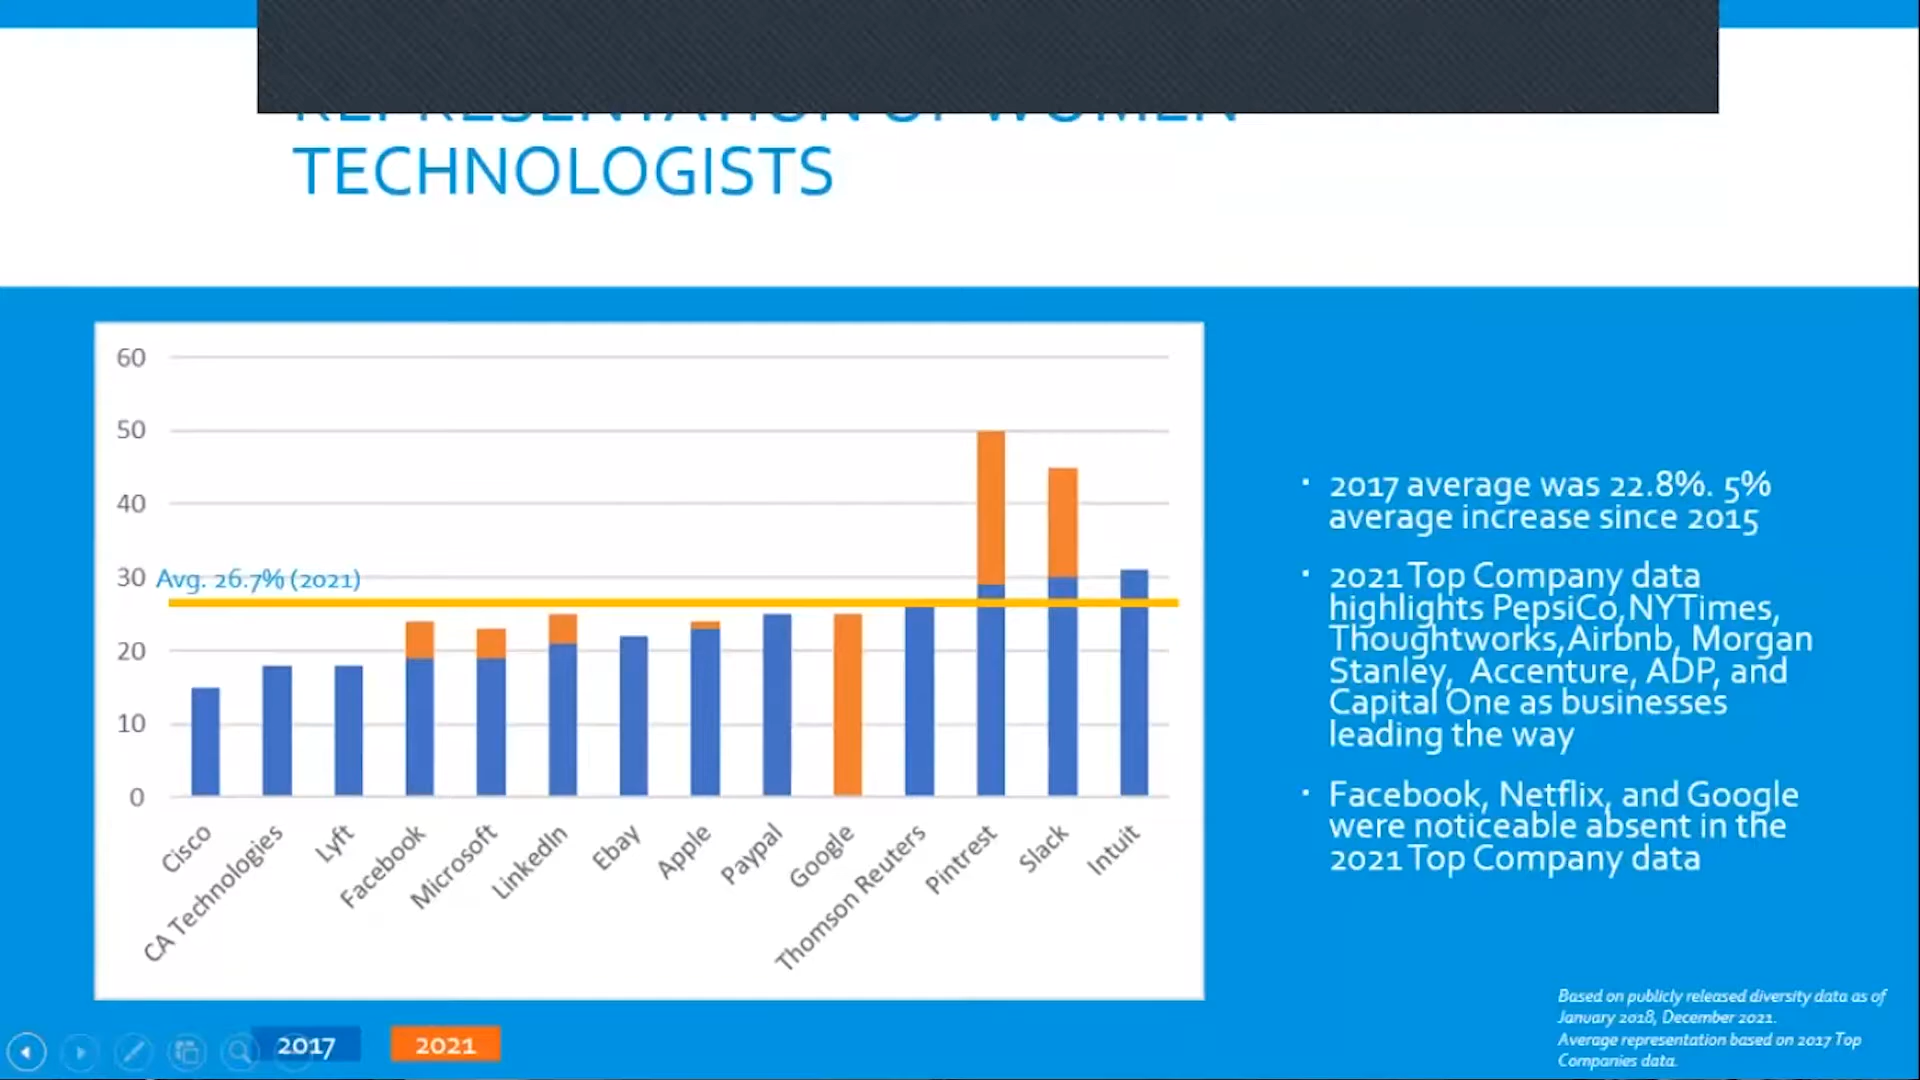 REPRESENTATION OF WOMEN
TECHNOLOGISTS
60
50
40
30
20
10
0
Avg. 26.7% (2021)
Cisco
CA Technologies
Lyft
Facebook
Microsoft
LinkedIn
Ebay
Apple
Paypal
Google
Thomson Reuters
Pintrest
Slack
Intuit
2017
2021
· 2017 average was 22.8%. 5%
average increase since 2015
· 2021 Top Company data
highlights PepsiCo, NYTimes,
Thoughtworks, Airbnb, Morgan
Stanley, Accenture, ADP, and
Capital One as businesses
leading the way
· Facebook, Netflix, and Google
were noticeable absent in the
2021 Top Company data
Based on publicly released diversity data as of
January 2018, December 2021.
Average representation based on 2017 Top
Companies data.